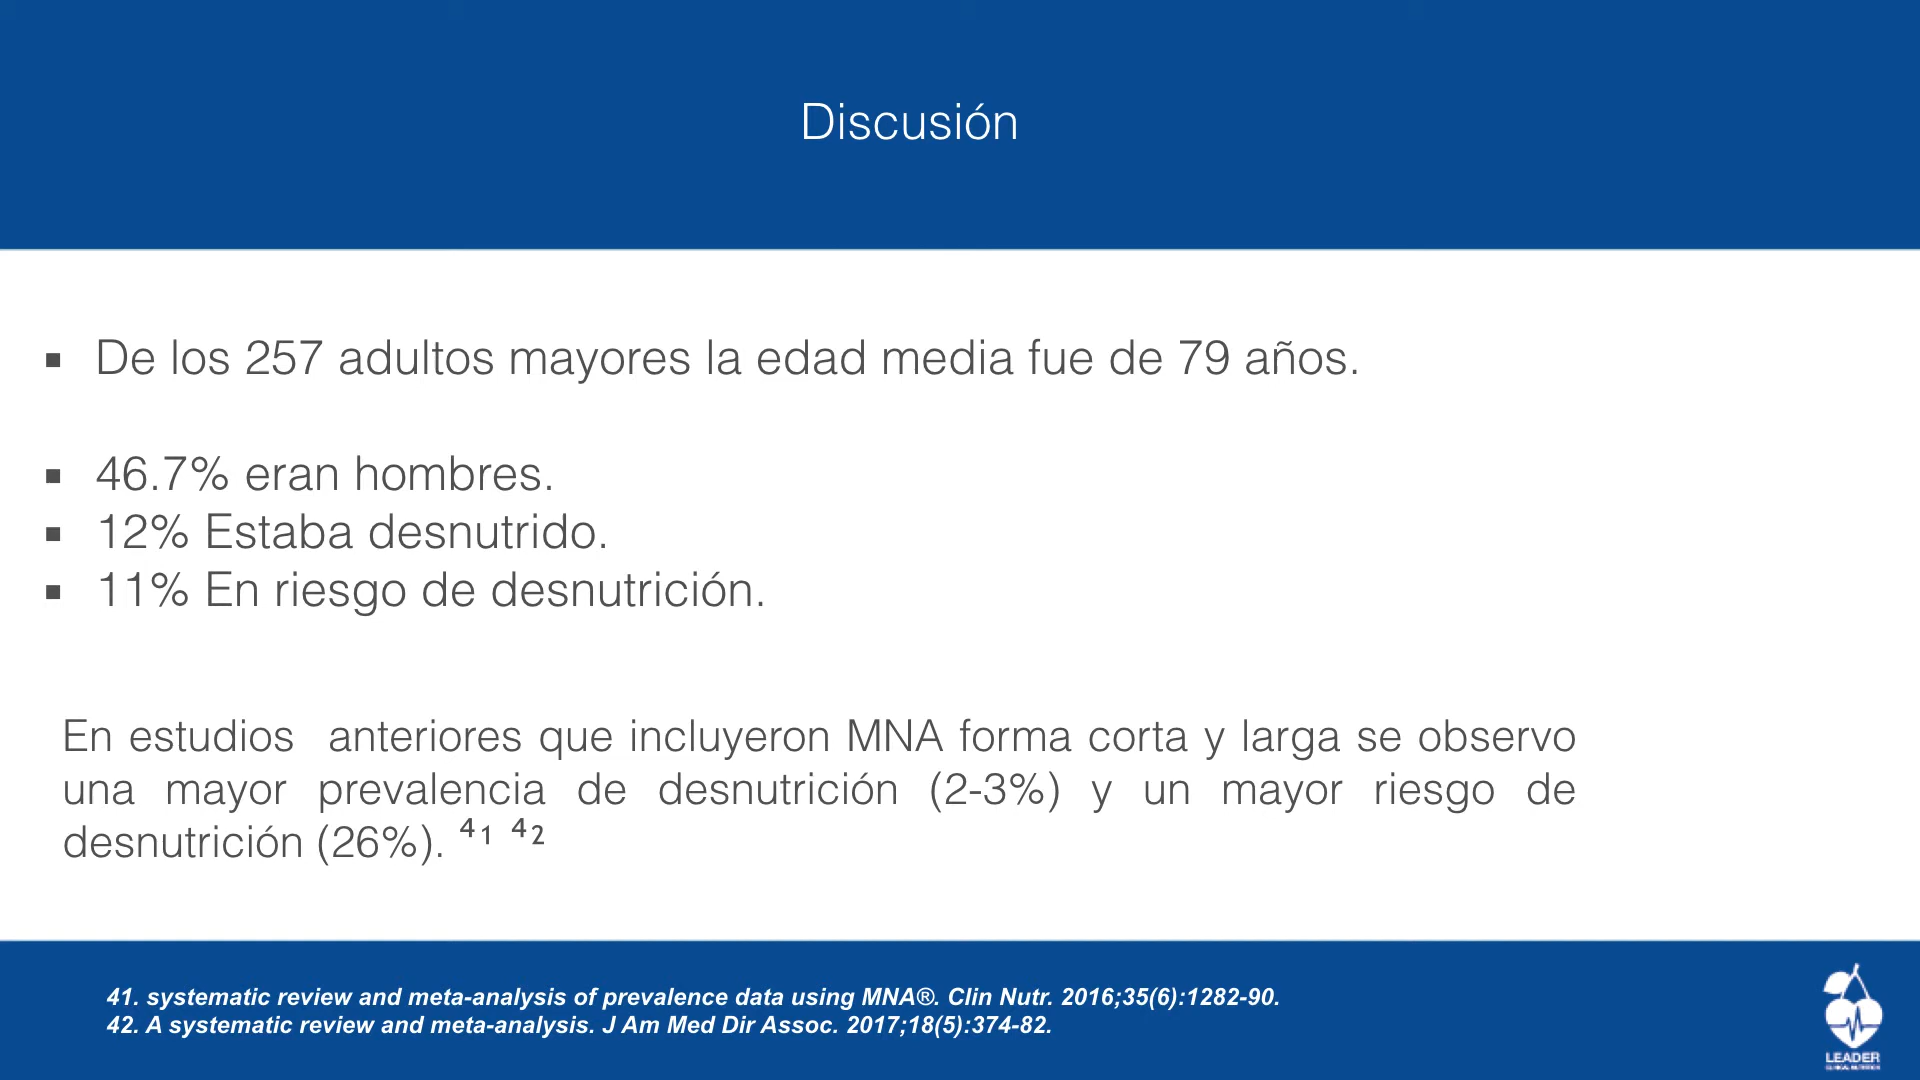 Discusión
▪ De los 257 adultos mayores la edad media fue de 79 años.
▪ 46.7% eran hombres.
▪ 12% Estaba desnutrido.
▪ 11% En riesgo de desnutrición.
En estudios anteriores que incluyeron MNA forma corta y larga se observo
una mayor prevalencia de desnutrición (2-3%) y un mayor riesgo de
desnutrición (26%). ⁴¹ ⁴²
41. systematic review and meta-analysis of prevalence data using MNA®. Clin Nutr. 2016;35(6):1282-90.
42. A systematic review and meta-analysis. J Am Med Dir Assoc. 2017;18(5):374-82.
LEADER
CLINICAL NUTRITION